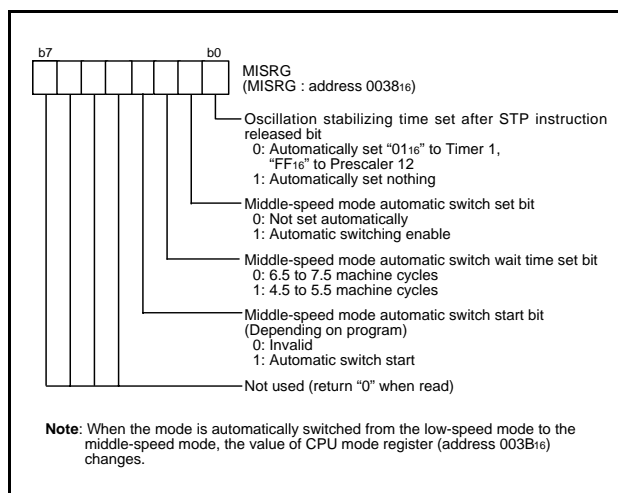 b7 b0
MISRG
(MISRG : address 003816)
Oscillation stabilizing time set after STP instruction
released bit
0: Automatically set “0116” to Timer 1,
“FF16” to Prescaler 12
1: Automatically set nothing
Middle-speed mode automatic switch set bit
0: Not set automatically
1: Automatic switching enable
Middle-speed mode automatic switch wait time set bit
0: 6.5 to 7.5 machine cycles
1: 4.5 to 5.5 machine cycles
Middle-speed mode automatic switch start bit
(Depending on program)
0: Invalid
1: Automatic switch start
Not used (return “0” when read)
Note: When the mode is automatically switched from the low-speed mode to the
middle-speed mode, the value of CPU mode register (address 003B16)
changes.